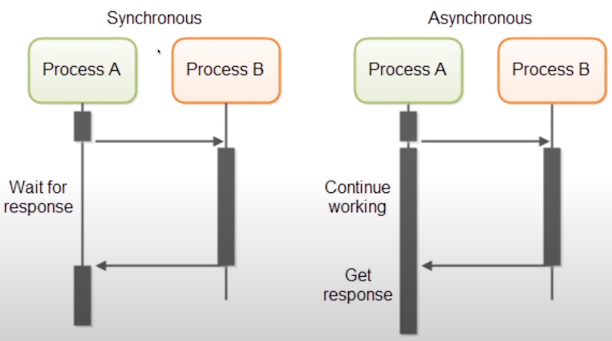 Synchronous
Asynchronous
Process A
Process B
Process A
Process B
Wait for
response
Continue
working
Get
response